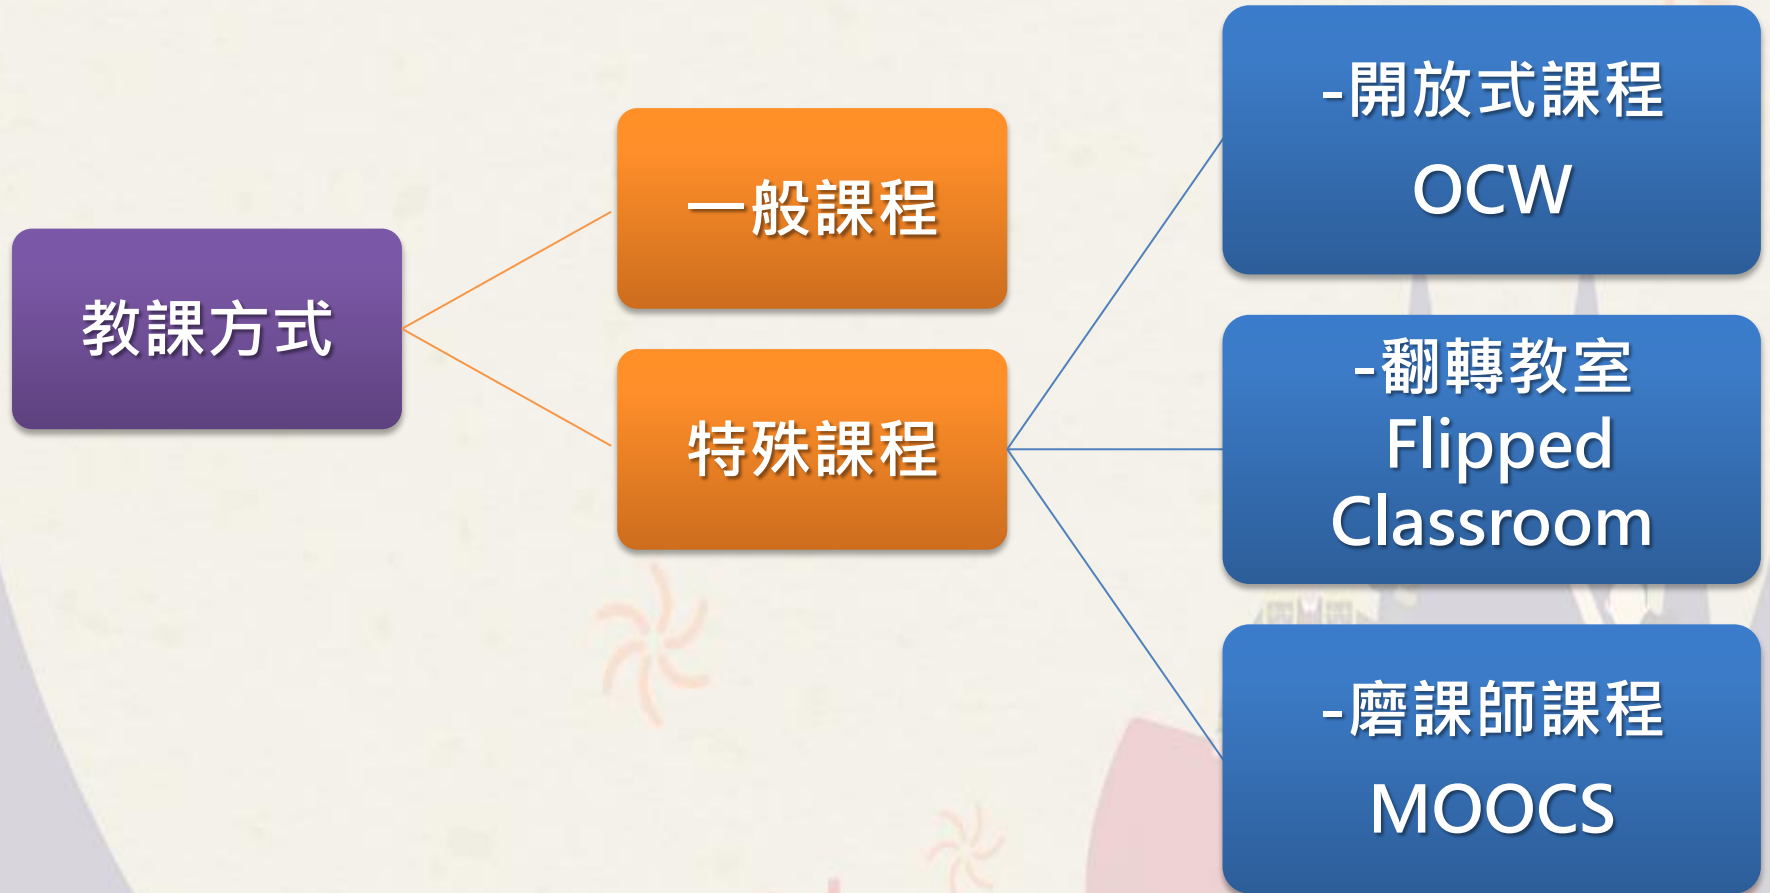 教課方式
一般課程
特殊課程
-開放式課程
OCW
-翻轉教室
Flipped
Classroom
-磨課師課程
MOOCS